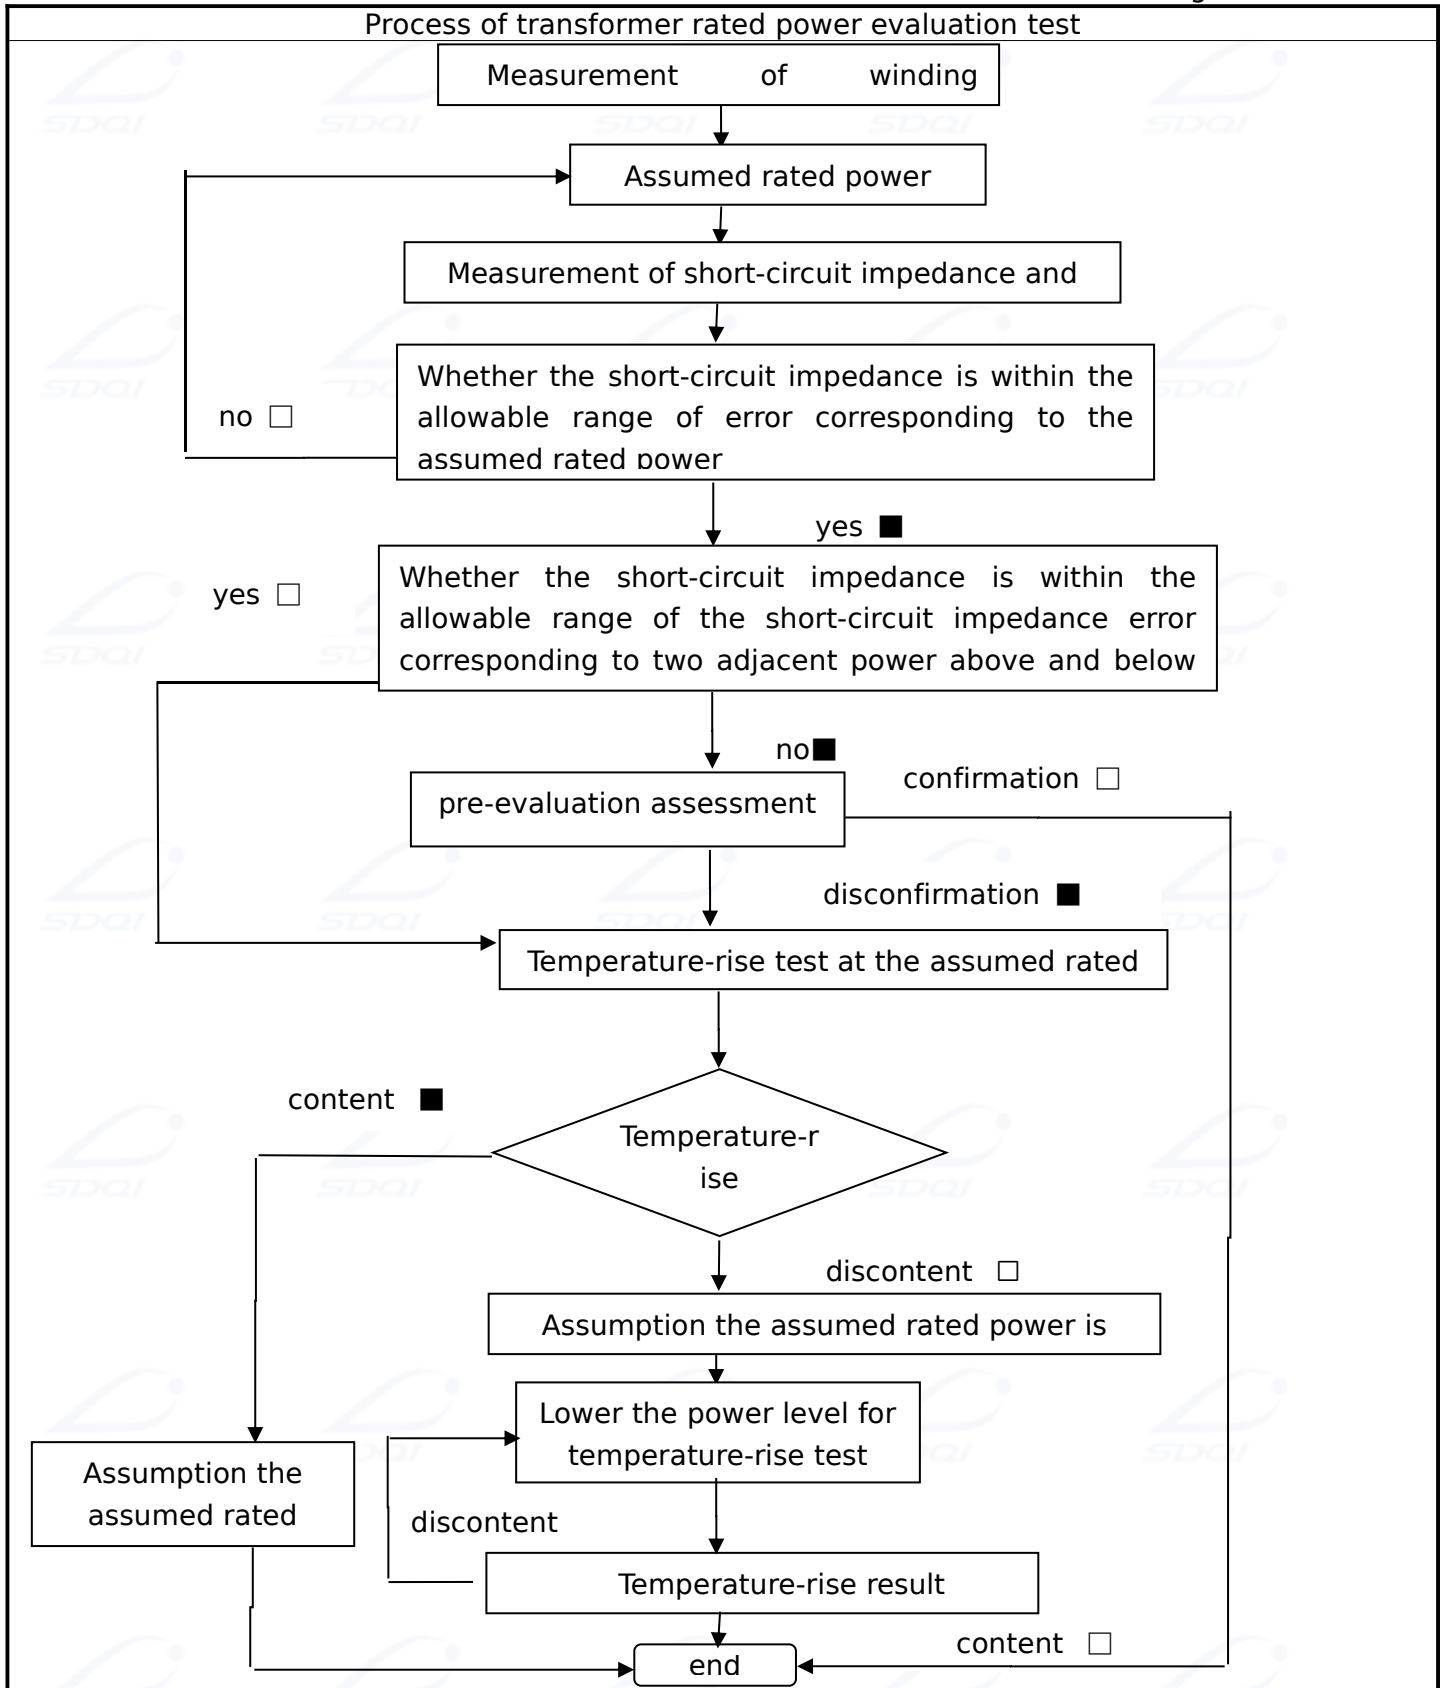 Process of transformer rated power evaluation test
Measurement of winding
Assumed rated power
Measurement of short-circuit impedance and
Whether the short-circuit impedance is within the
allowable range of error corresponding to the
assumed rated power
no □
yes ■
Whether the short-circuit impedance is within the
allowable range of the short-circuit impedance error
corresponding to two adjacent power above and below
yes □
no■
confirmation □
pre-evaluation assessment
disconfirmation ■
Temperature-rise test at the assumed rated
content ■
Temperature-r
ise
discontent □
Assumption the assumed rated power is
Lower the power level for
temperature-rise test
Assumption the
assumed rated
discontent
Temperature-rise result
content □
end
SDQI